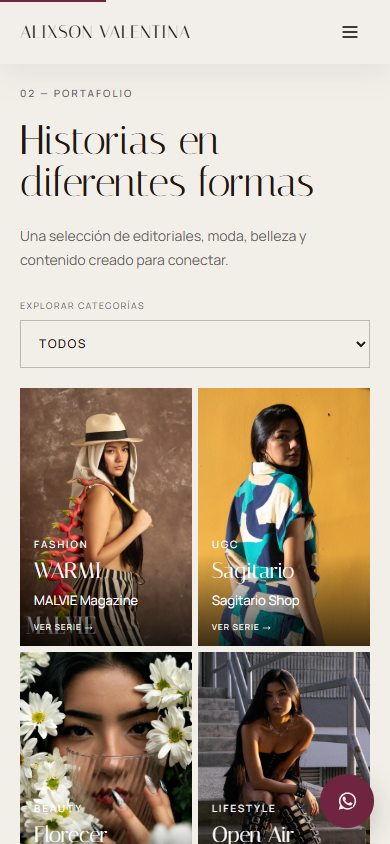 ALIXSON VALENTINA
02 — PORTAFOLIO
Historias en
diferentes formas
Una selección de editoriales, moda, belleza y
contenido creado para conectar.
EXPLORAR CATEGORÍAS
TODOS
FASHION
WARMI
MALVIE Magazine
VER SERIE →
MALVIE
UGC
Sagitario
Sagitario Shop
VER SERIE →
BEAUTY
Florecer
LIFESTYLE
Open Air